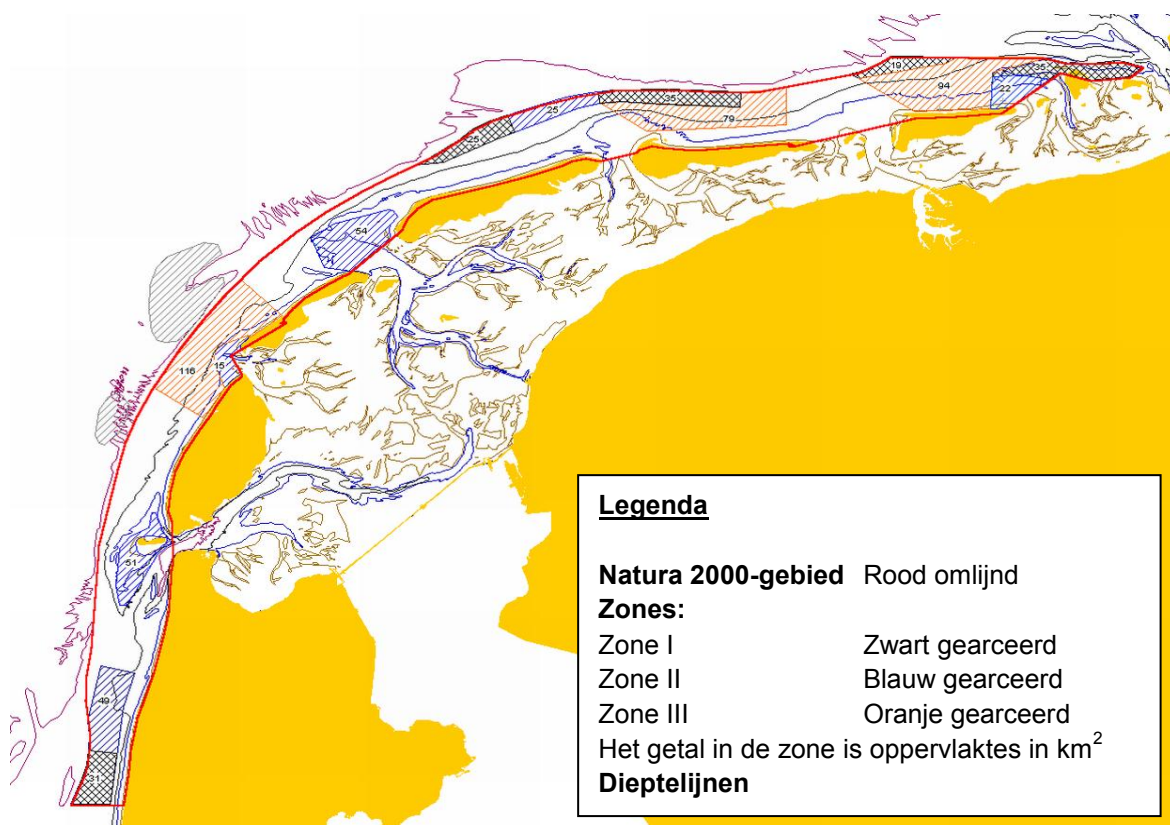 19
35
94
22
35
79
25
25
54
116
15
51
49
31
Legenda
Natura 2000-gebied Rood omlijnd
Zones:
Zone I Zwart gearceerd
Zone II Blauw gearceerd
Zone III Oranje gearceerd
Het getal in de zone is oppervlaktes in km²
Dieptelijnen